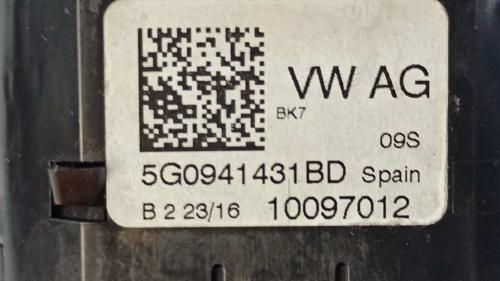 VW AG
BK7
09S
5G0941431BD Spain
B 2 23/16 10097012